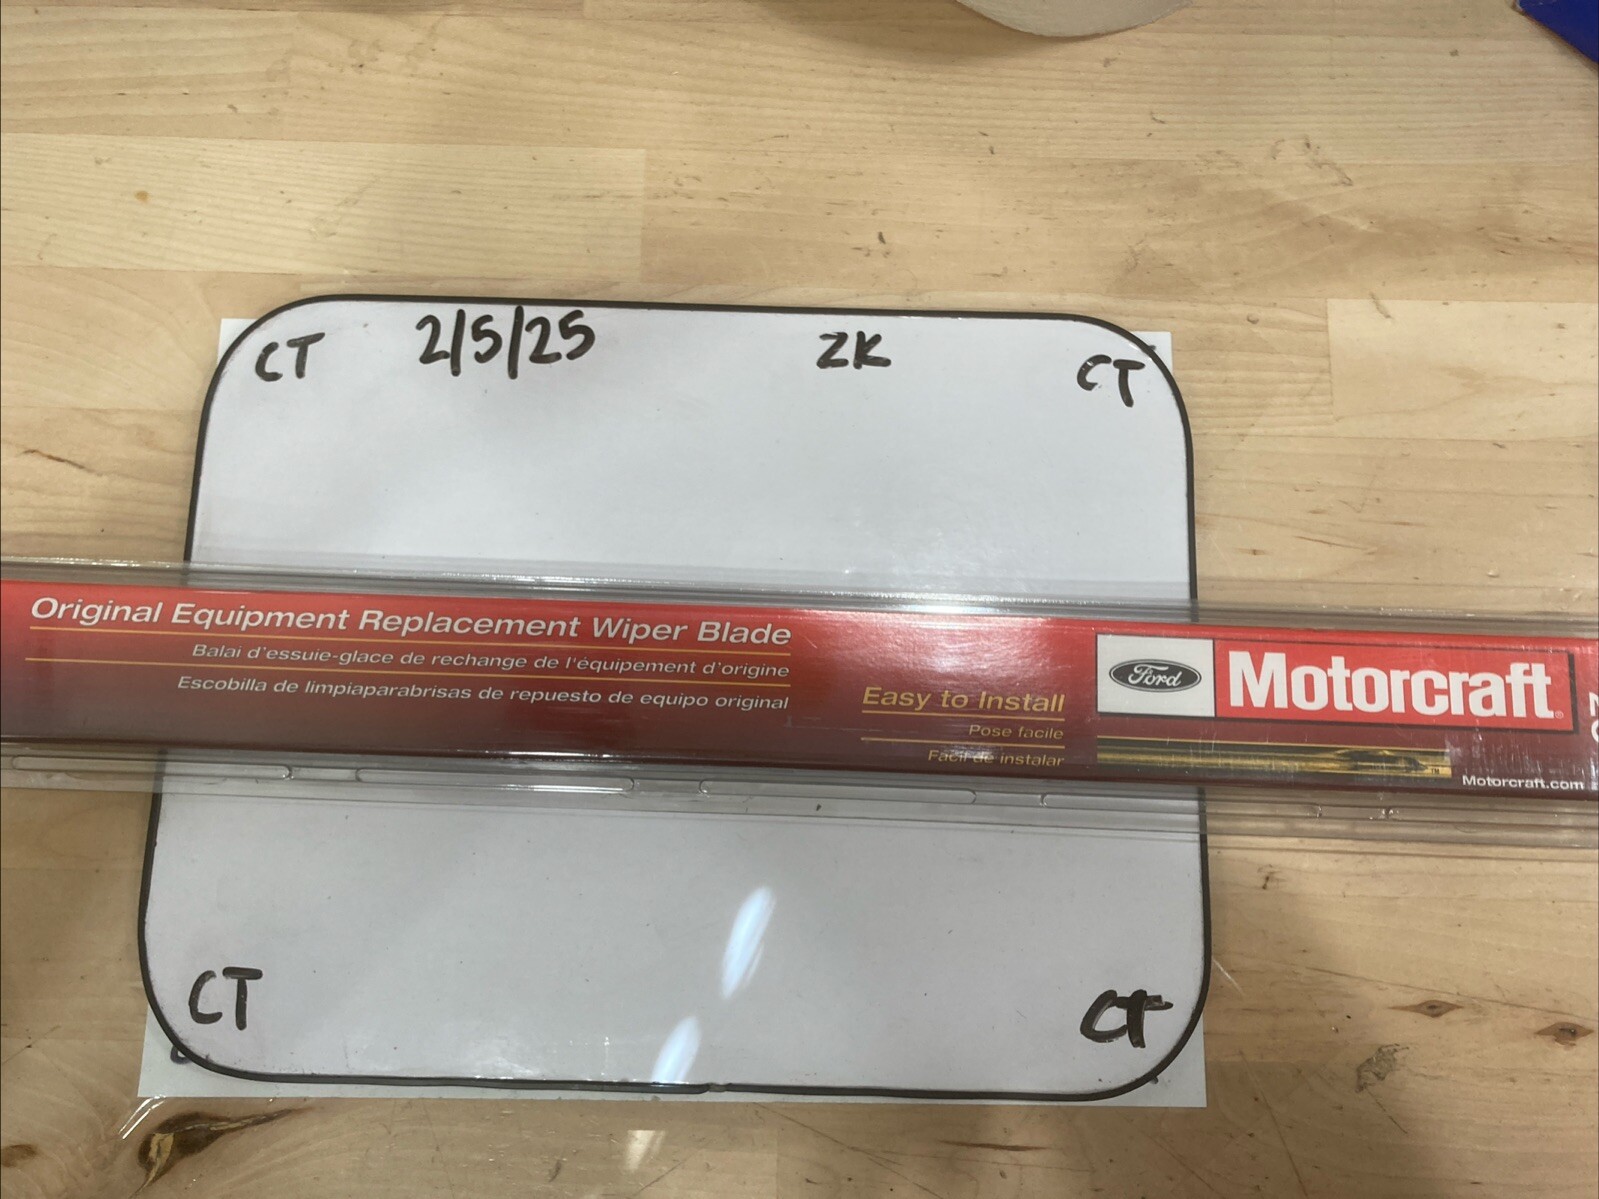 CT 2/5/25 ZK CT
Original Equipment Replacement Wiper Blade
Balai d'essuie-glace de rechange de l'équipement d'origine
Escobilla de limpiaparabrisas de repuesto de equipo original
Easy to Install
Pose facile
Fácil de instalar
Ford
Motorcraft®
Motorcraft.com
CT CT